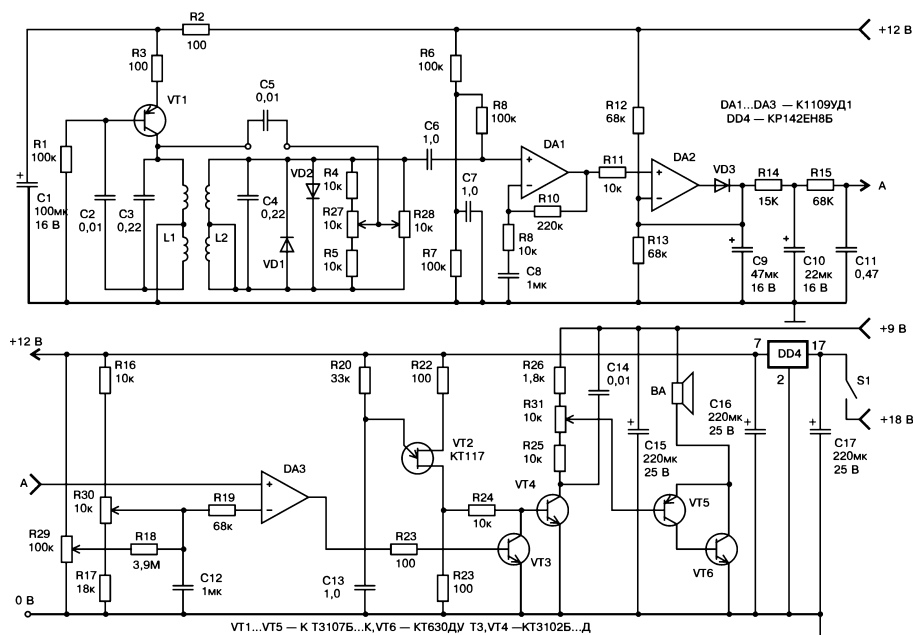 R2
100
+12 В
R3
100
VT1
C5
0,01
R6
100к
R8
100к
C6
1,0
R12
68к
DA1...DA3 — К1109УД1
DD4 — КР142ЕН8Б
R1
100к
DA1
R11
10к
DA2
VD3
R14
15К
R15
68К
А
+
C1
100мк
16 В
C2
0,01
C3
0,22
L1
L2
C4
0,22
VD1
VD2
R4
10к
R27
10к
R5
10к
R28
10к
C7
1,0
R7
100к
+
−
R10
220к
R8
10к
C8
1мк
+
−
R13
68к
+
C9
47мк
16 В
+
C10
22мк
16 В
C11
0,47
+9 В
+12 В
R16
10к
R20
33к
R22
100
R26
1,8к
C14
0,01
ВА
7
DD4
17
2
S1
+18 В
R31
10к
R25
10к
+
C15
220мк
25 В
C16
220мк
25 В
+
+
C17
220мк
25 В
VT2
КТ117
А
DA3
+
−
R30
10к
R19
68к
R24
10к
VT4
VT5
R29
100к
R18
3,9М
R23
100
VT3
VT6
R17
18к
C12
1мк
C13
1,0
R23
100
0 В
VT1...VT5 — К Т3107Б...К,VT6 — КТ630Д,V Т3,VT4 —КТ3102Б...Д